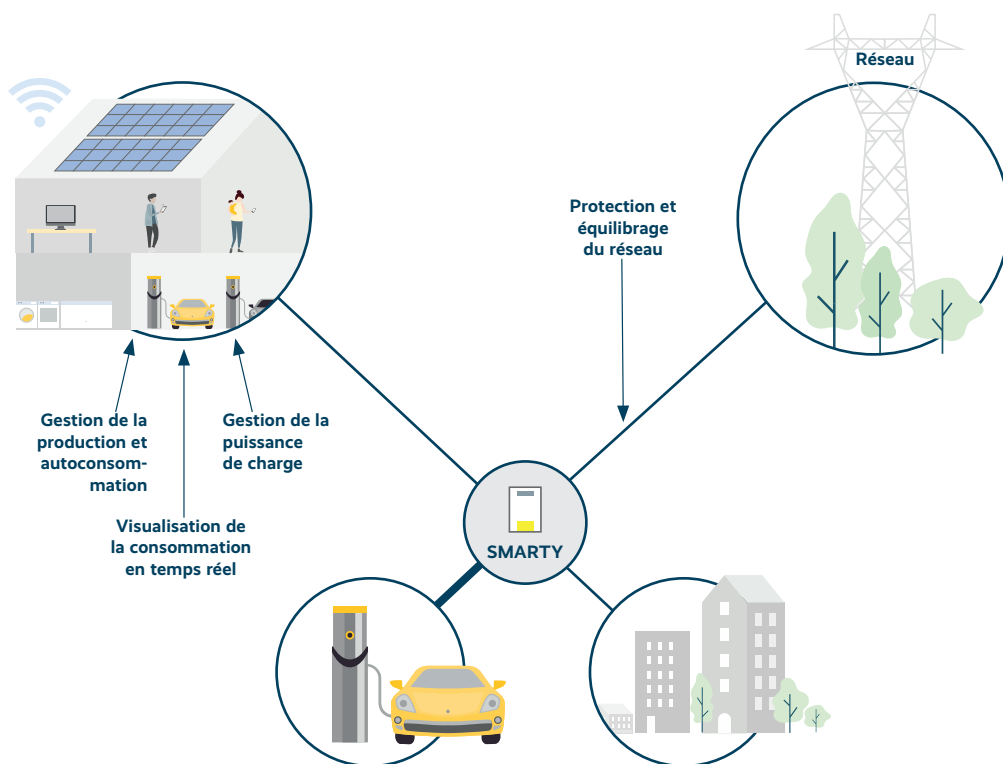 Réseau
Protection et
équilibrage
du réseau
Gestion de la
production et
autoconsom-
mation
Gestion de la
puissance
de charge
Visualisation de
la consommation
en temps réel
SMARTY